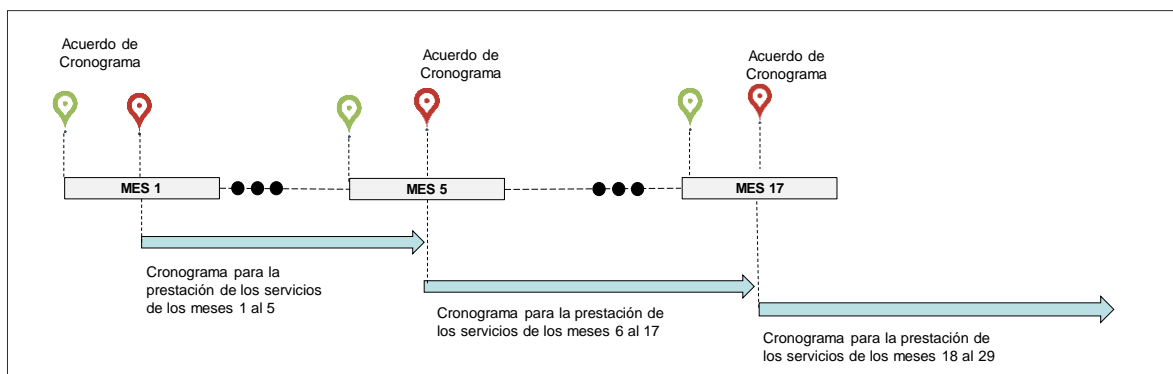 Acuerdo de
Cronograma
Acuerdo de
Cronograma
Acuerdo de
Cronograma
MES 1
MES 5
MES 17
Cronograma para la
prestación de los servicios
de los meses 1 al 5
Cronograma para la prestación de
los servicios de los meses 6 al 17
Cronograma para la prestación de
los servicios de los meses 18 al 29